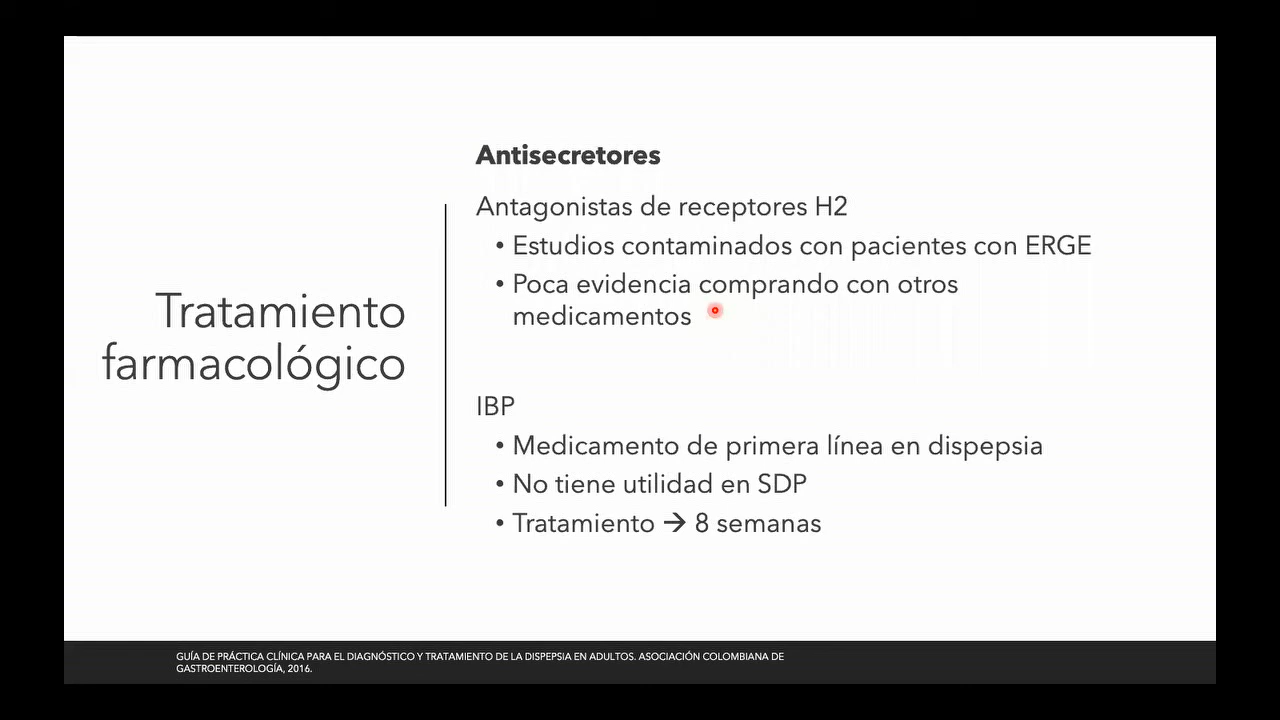 Tratamiento
farmacológico
Antisecretores
Antagonistas de receptores H2
• Estudios contaminados con pacientes con ERGE
• Poca evidencia comprando con otros
medicamentos
IBP
• Medicamento de primera línea en dispepsia
• No tiene utilidad en SDP
• Tratamiento → 8 semanas
GUÍA DE PRÁCTICA CLÍNICA PARA EL DIAGNÓSTICO Y TRATAMIENTO DE LA DISPEPSIA EN ADULTOS. ASOCIACIÓN COLOMBIANA DE
GASTROENTEROLOGÍA, 2016.